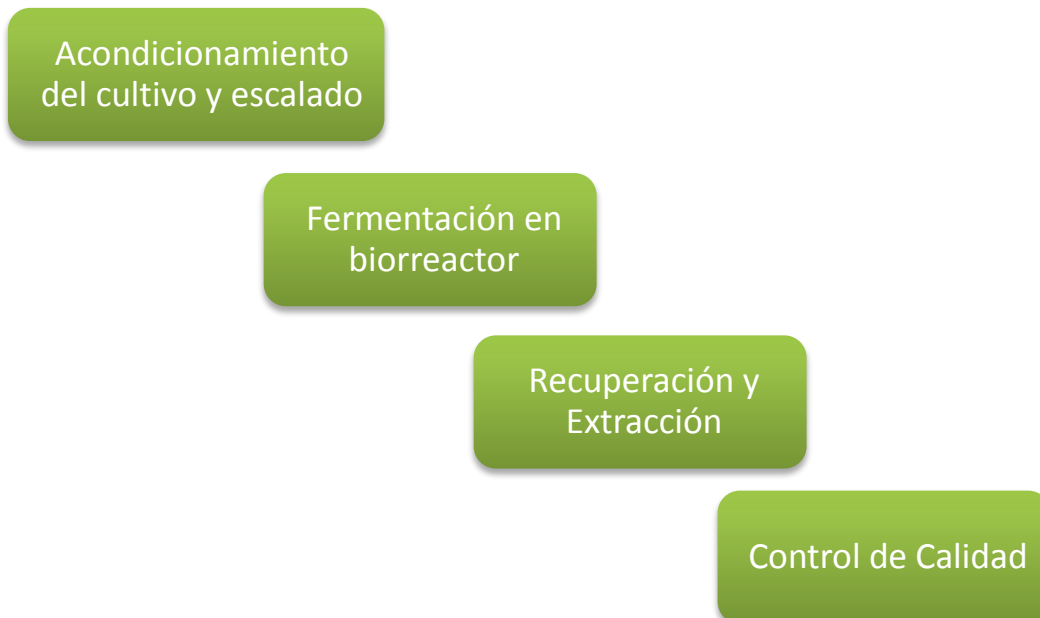 Acondicionamiento
del cultivo y escalado
Fermentación en
biorreactor
Recuperación y
Extracción
Control de Calidad